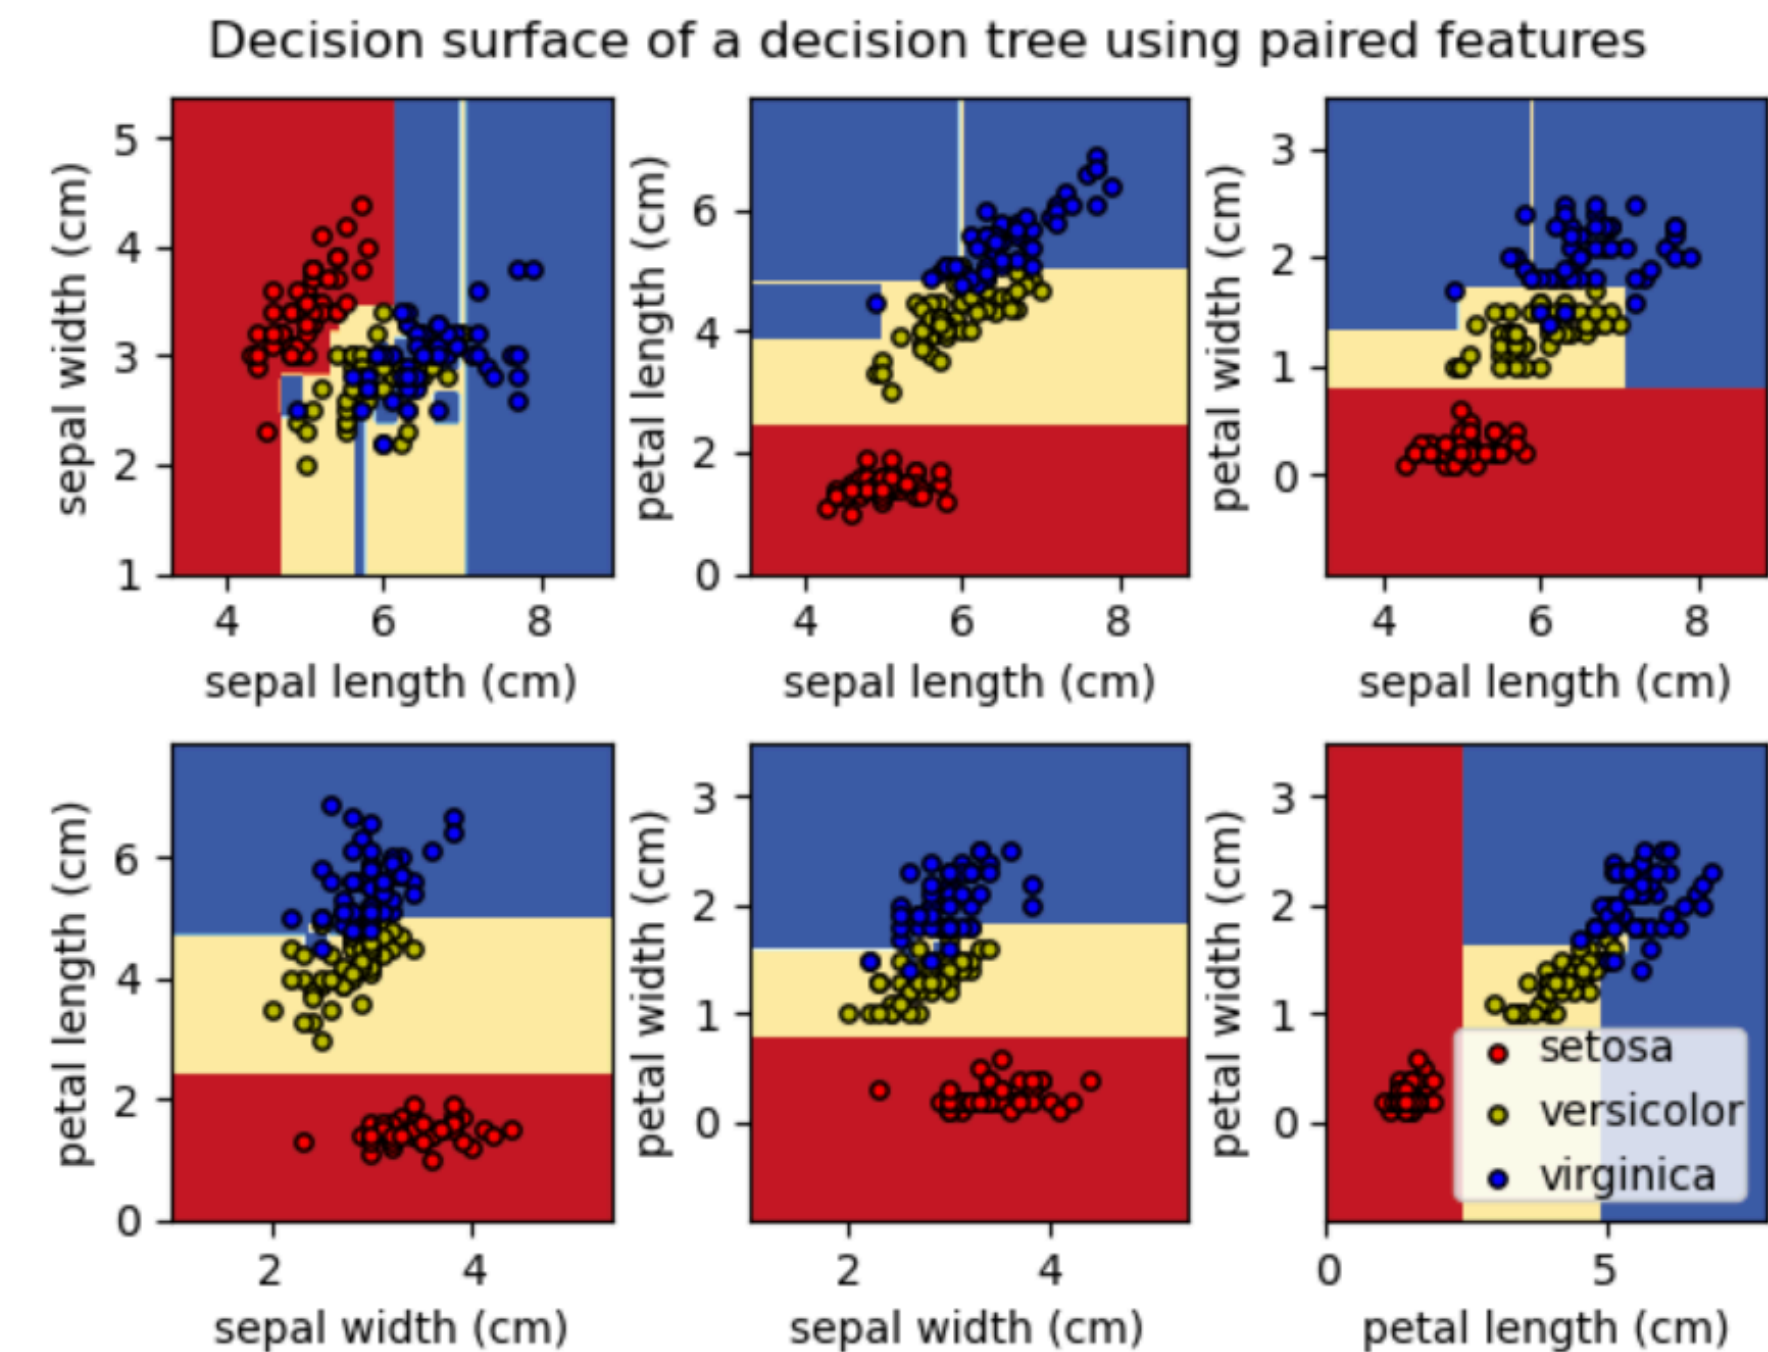 Decision surface of a decision tree using paired features
sepal width (cm)
5
4
3
2
1
4 6 8
sepal length (cm)
petal length (cm)
6
4
2
0
4 6 8
sepal length (cm)
petal width (cm)
3
2
1
0
4 6 8
sepal length (cm)
petal length (cm)
6
4
2
0
2 4
sepal width (cm)
petal width (cm)
3
2
1
0
2 4
sepal width (cm)
petal width (cm)
3
2
1
0
setosa
versicolor
virginica
0 5
petal length (cm)